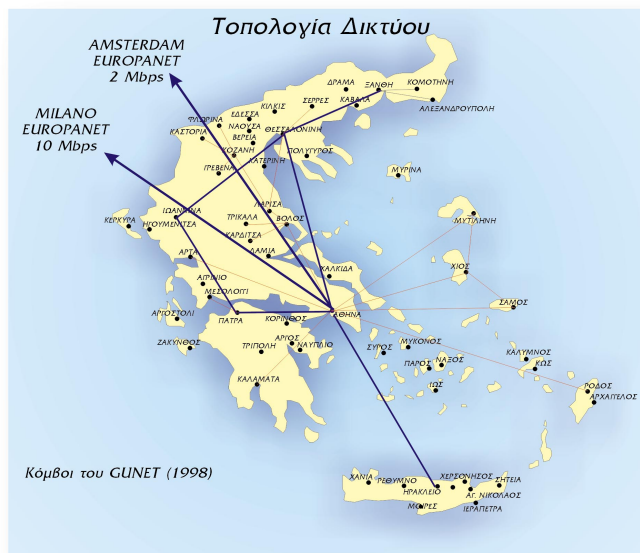 Τοπολογία Δικτύου
AMSTERDAM
EUROPANET
2 Mbps
MILANO
EUROPANET
10 Mbps
ΔΡΑΜΑ
ΞΑΝΘΗ
ΚΟΜΟΤΗΝΗ
ΚΙΛΚΙΣ
ΣΕΡΡΕΣ
ΚΑΒΑΛΑ
ΑΛΕΞΑΝΔΡΟΥΠΟΛΗ
ΕΔΕΣΣΑ
ΦΛΩΡΙΝΑ
ΝΑΟΥΣΑ
ΘΕΣΣΑΛΟΝΙΚΗ
ΚΑΣΤΟΡΙΑ
ΒΕΡΕΙΑ
ΚΟΖΑΝΗ
ΠΟΛΥΓΥΡΟΣ
ΚΑΤΕΡΙΝΗ
ΓΡΕΒΕΝΑ
ΜΥΡΙΝΑ
ΛΑΡΙΣΑ
ΙΩΑΝΝΙΝΑ
ΤΡΙΚΑΛΑ
ΒΟΛΟΣ
ΚΕΡΚΥΡΑ
ΗΓΟΥΜΕΝΙΤΣΑ
ΜΥΤΙΛΗΝΗ
ΚΑΡΔΙΤΣΑ
ΑΡΤΑ
ΛΑΜΙΑ
ΧΑΛΚΙΔΑ
ΧΙΟΣ
ΑΓΡΙΝΙΟ
ΜΕΣΟΛΟΓΓΙ
ΣΑΜΟΣ
ΑΡΓΟΣΤΟΛΙ
ΠΑΤΡΑ
ΚΟΡΙΝΘΟΣ
ΑΘΗΝΑ
ΖΑΚΥΝΘΟΣ
ΤΡΙΠΟΛΗ
ΑΡΓΟΣ
ΝΑΥΠΛΙΟ
ΣΥΡΟΣ
ΜΥΚΟΝΟΣ
ΚΑΛΥΜΝΟΣ
ΠΑΡΟΣ
ΝΑΞΟΣ
ΚΩΣ
ΚΑΛΑΜΑΤΑ
ΙΟΣ
ΡΟΔΟΣ
ΑΡΧΑΓΓΕΛΟΣ
Κόμβοι του GUNET (1998)
ΧΑΝΙΑ
ΡΕΘΥΜΝΟ
ΧΕΡΣΟΝΗΣΟΣ
ΣΗΤΕΙΑ
ΗΡΑΚΛΕΙΟ
ΑΓ. ΝΙΚΟΛΑΟΣ
ΜΟΙΡΕΣ
ΙΕΡΑΠΕΤΡΑ